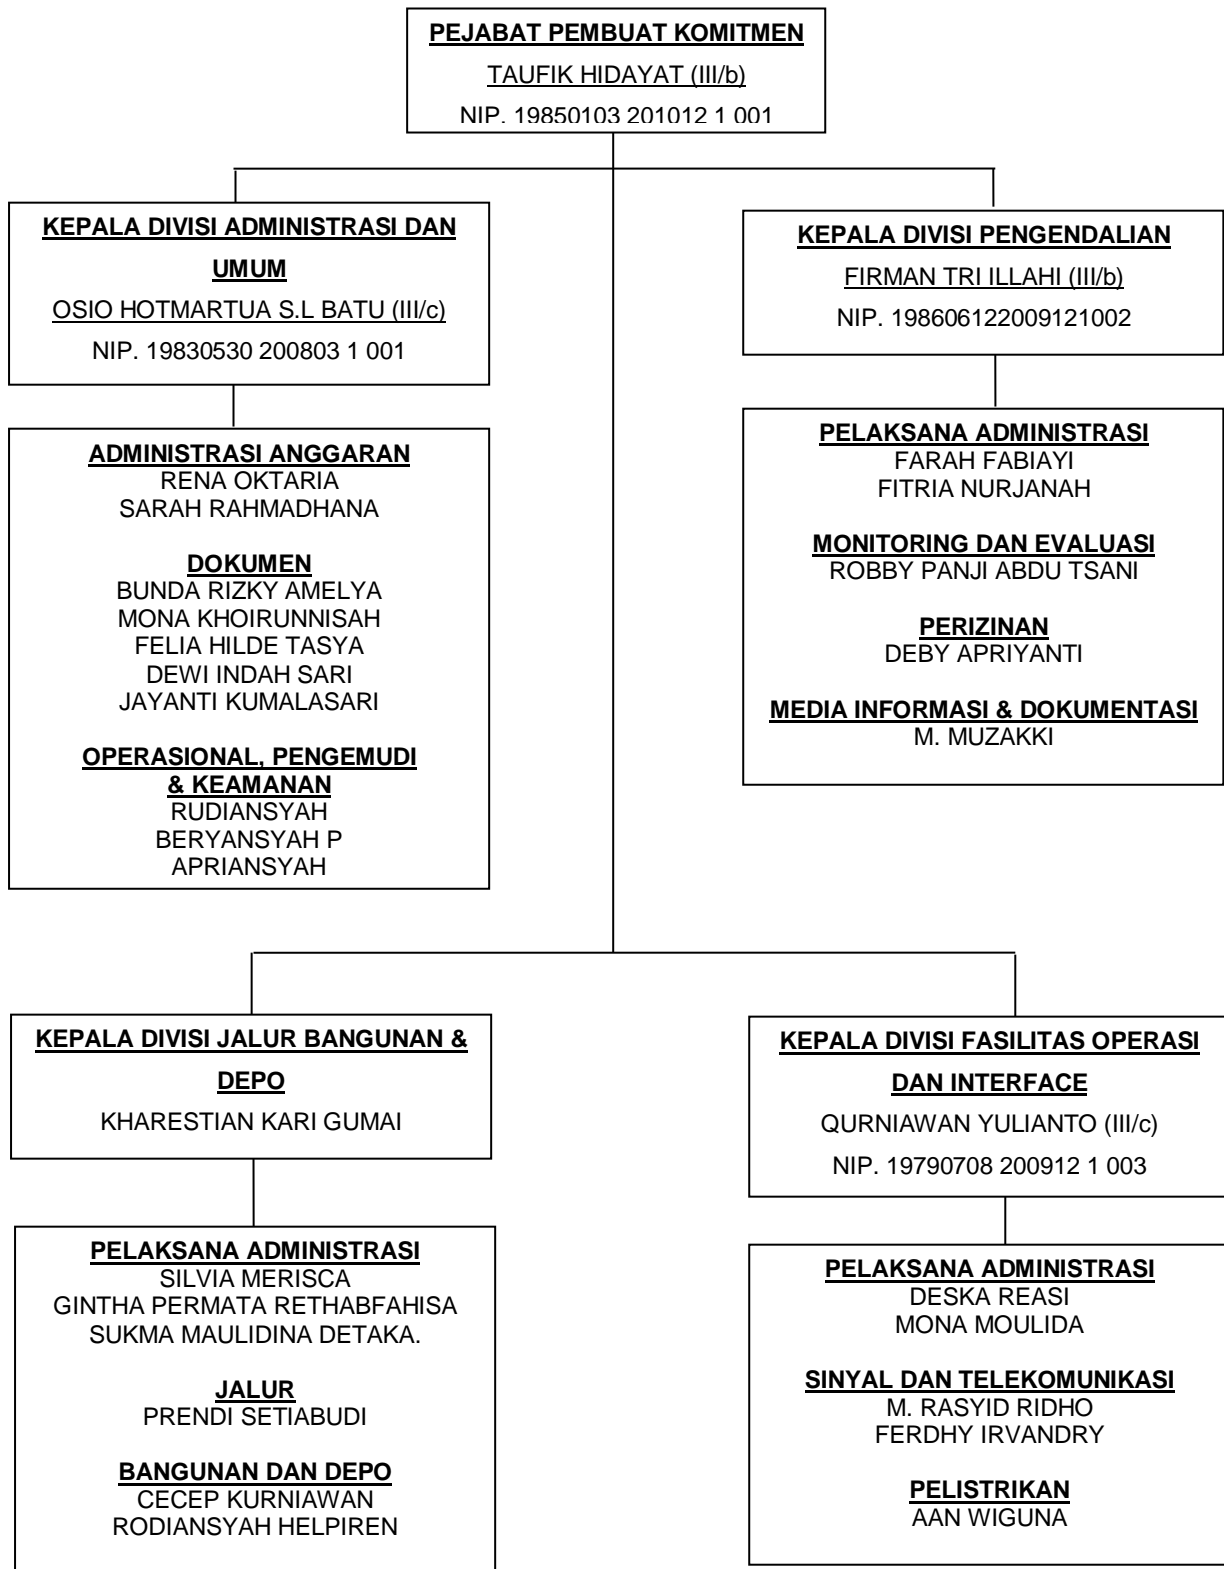 PEJABAT PEMBUAT KOMITMEN
TAUFIK HIDAYAT (III/b)
NIP. 19850103 201012 1 001
KEPALA DIVISI ADMINISTRASI DAN
UMUM
OSIO HOTMARTUA S.L BATU (III/c)
NIP. 19830530 200803 1 001
ADMINISTRASI ANGGARAN
RENA OKTARIA
SARAH RAHMADHANA
DOKUMEN
BUNDA RIZKY AMELYA
MONA KHOIRUNNISAH
FELIA HILDE TASYA
DEWI INDAH SARI
JAYANTI KUMALASARI
OPERASIONAL, PENGEMUDI
& KEAMANAN
RUDIANSYAH
BERYANSYAH P
APRIANSYAH
KEPALA DIVISI PENGENDALIAN
FIRMAN TRI ILLAHI (III/b)
NIP. 198606122009121002
PELAKSANA ADMINISTRASI
FARAH FABIAYI
FITRIA NURJANAH
MONITORING DAN EVALUASI
ROBBY PANJI ABDU TSANI
PERIZINAN
DEBY APRIYANTI
MEDIA INFORMASI & DOKUMENTASI
M. MUZAKKI
KEPALA DIVISI JALUR BANGUNAN &
DEPO
KHARESTIAN KARI GUMAI
PELAKSANA ADMINISTRASI
SILVIA MERISCA
GINTHA PERMATA RETHABFAHISA
SUKMA MAULIDINA DETAKA.
JALUR
PRENDI SETIABUDI
BANGUNAN DAN DEPO
CECEP KURNIAWAN
RODIANSYAH HELPIREN
KEPALA DIVISI FASILITAS OPERASI
DAN INTERFACE
QURNIAWAN YULIANTO (III/c)
NIP. 19790708 200912 1 003
PELAKSANA ADMINISTRASI
DESKA REASI
MONA MOULIDA
SINYAL DAN TELEKOMUNIKASI
M. RASYID RIDHO
FERDHY IRVANDRY
PELISTRIKAN
AAN WIGUNA